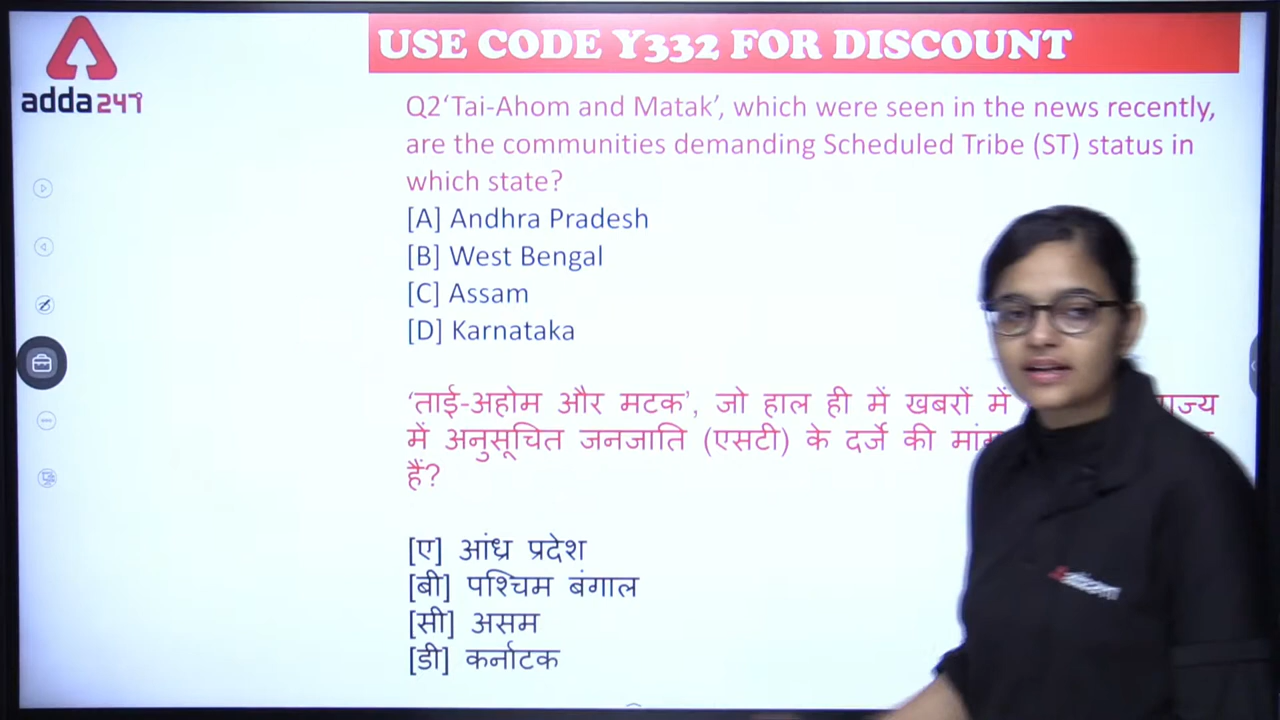 adda247
USE CODE Y332 FOR DISCOUNT
Q2‘Tai-Ahom and Matak’, which were seen in the news recently,
are the communities demanding Scheduled Tribe (ST) status in
which state?
[A] Andhra Pradesh
[B] West Bengal
[C] Assam
[D] Karnataka
‘ताई-अहोम और मटक’, जो हाल ही में खबरों में
में अनुसूचित जनजाति (एसटी) के दर्जे की
हैं?
[ए] आंध्र प्रदेश
[बी] पश्चिम बंगाल
[सी] असम
[डी] कर्नाटक